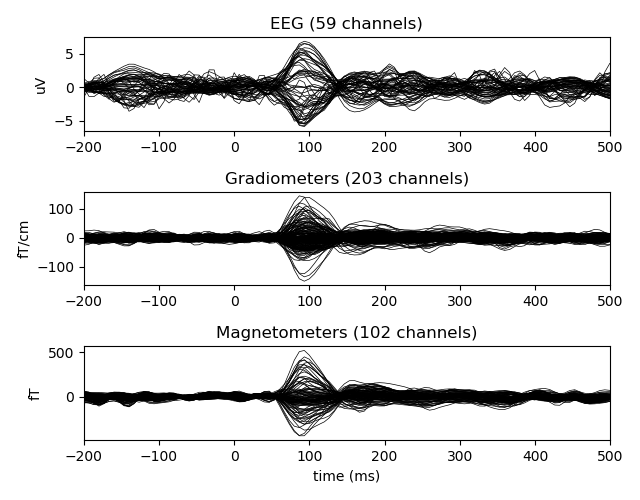 EEG (59 channels)
5
0
−5
uV
−200 −100 0 100 200 300 400 500
Gradiometers (203 channels)
100
0
−100
fT/cm
−200 −100 0 100 200 300 400 500
Magnetometers (102 channels)
500
0
fT
−200 −100 0 100 200 300 400 500
time (ms)